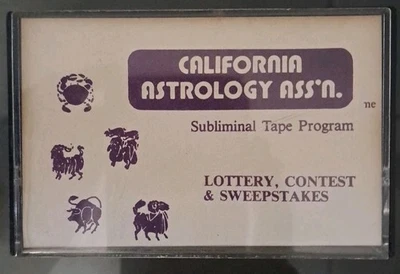 CALIFORNIA
ASTROLOGY ASS'N.
Subliminal Tape Program
LOTTERY, CONTEST
& SWEEPSTAKES